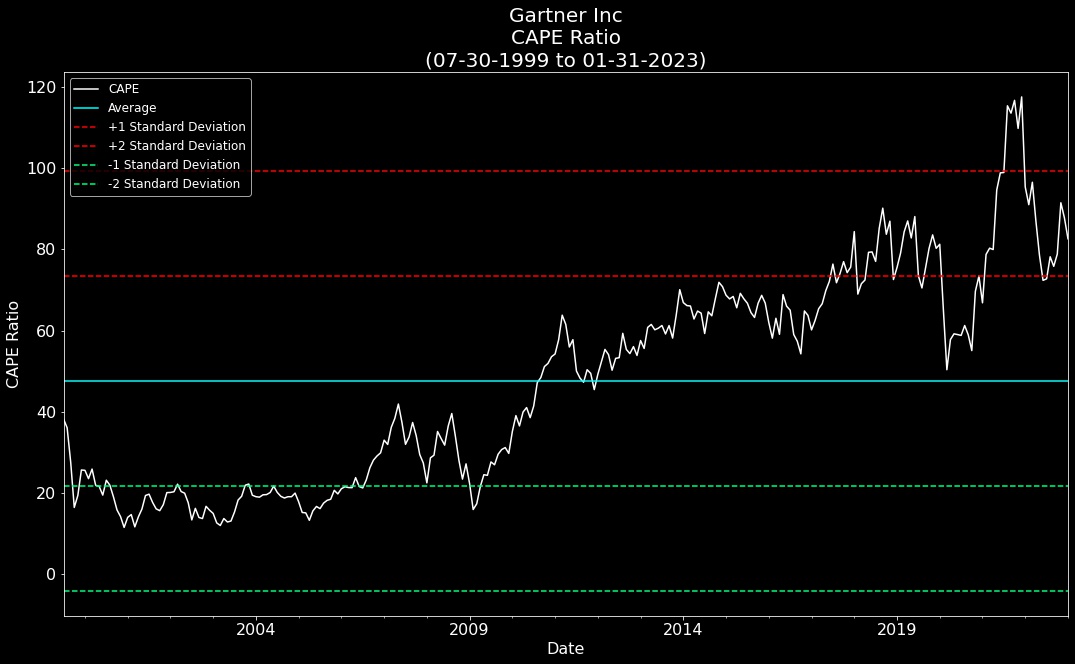 Gartner Inc
CAPE Ratio
(07-30-1999 to 01-31-2023)
CAPE
Average
+1 Standard Deviation
+2 Standard Deviation
-1 Standard Deviation
-2 Standard Deviation
120
100
80
60
40
20
0
CAPE Ratio
2004
2009
2014
2019
Date